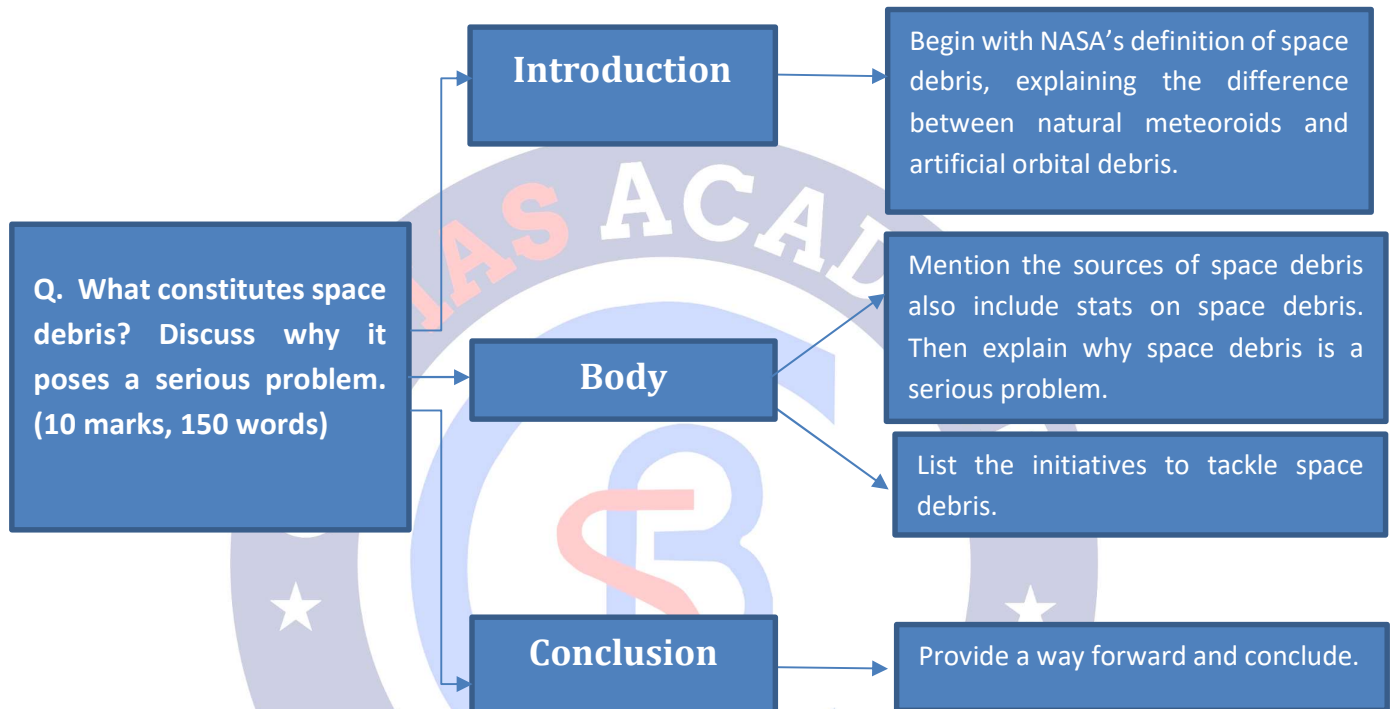 Introduction
Begin with NASA's definition of space
debris, explaining the difference
between natural meteoroids and
artificial orbital debris.
Q. What constitutes space
debris? Discuss why it
poses a serious problem.
(10 marks, 150 words)
Body
Mention the sources of space debris
also include stats on space debris.
Then explain why space debris is a
serious problem.
List the initiatives to tackle space
debris.
Conclusion
Provide a way forward and conclude.